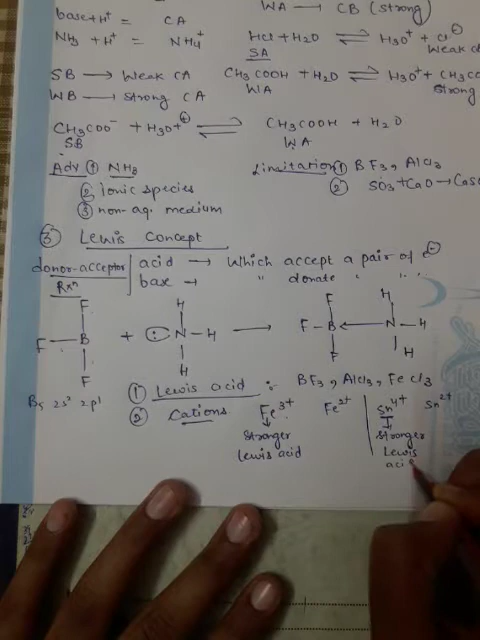 WA → CB (strong)
base + H⁺ = CA
NH₃ + H⁺ = NH₄⁺
HCl + H₂O ⇌ H₃O⁺ + Cl⊖
SA
Weak
SB → Weak CA
CH₃COOH + H₂O ⇌ H₃O⁺ + CH₃CO
WA
Strong
WB → strong CA
CH₃COO⁻ + H₃O⁺ ⇌ CH₃COOH + H₂O
SB
WA
Adv ① NH₃
Limitation ① BF₃, AlCl₃
② Ionic species
② SO₃ + CaO → CaSO
③ non-aq. medium
③ Lewis Concept
donor-acceptor
Rxⁿ
acid → Which accept a pair of e⊖
base → " donate " " "
F F H
H
F—B + :N—H → F—B←N—H
F H F H
B₅ 2s² 2p¹
① Lewis acid : BF₃, AlCl₃, FeCl₃
② Cations
Fe³⁺ Fe²⁺ Sn⁴⁺ Sn²⁺
Stronger
Lewis acid
Stronger
Lewis
aci